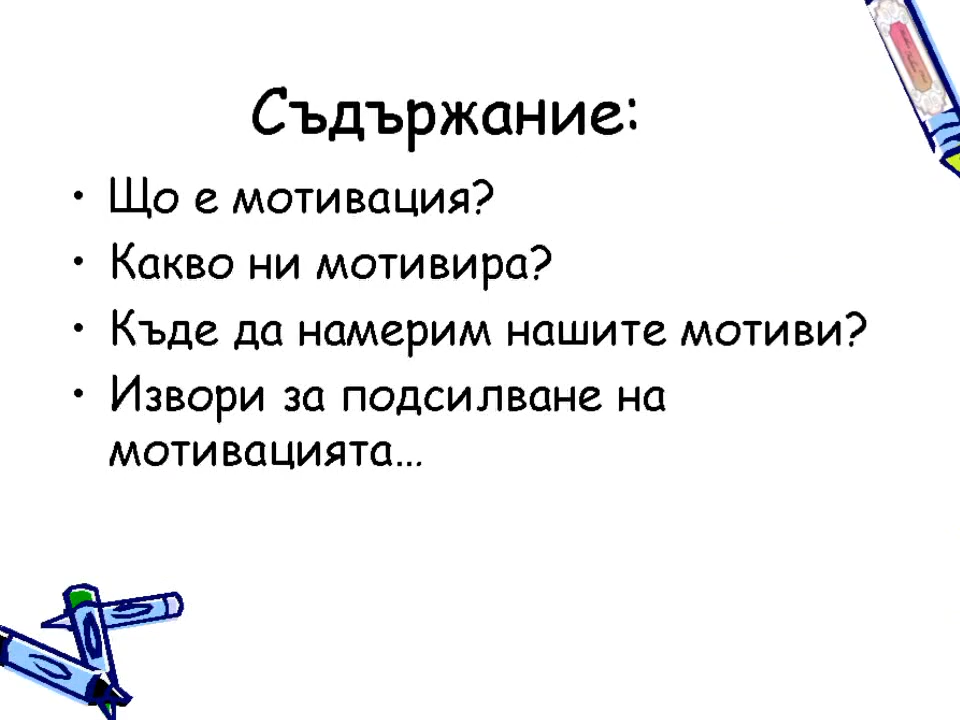 Съдържание:
• Що е мотивация?
• Какво ни мотивира?
• Къде да намерим нашите мотиви?
• Извори за подсилване на
мотивацията…